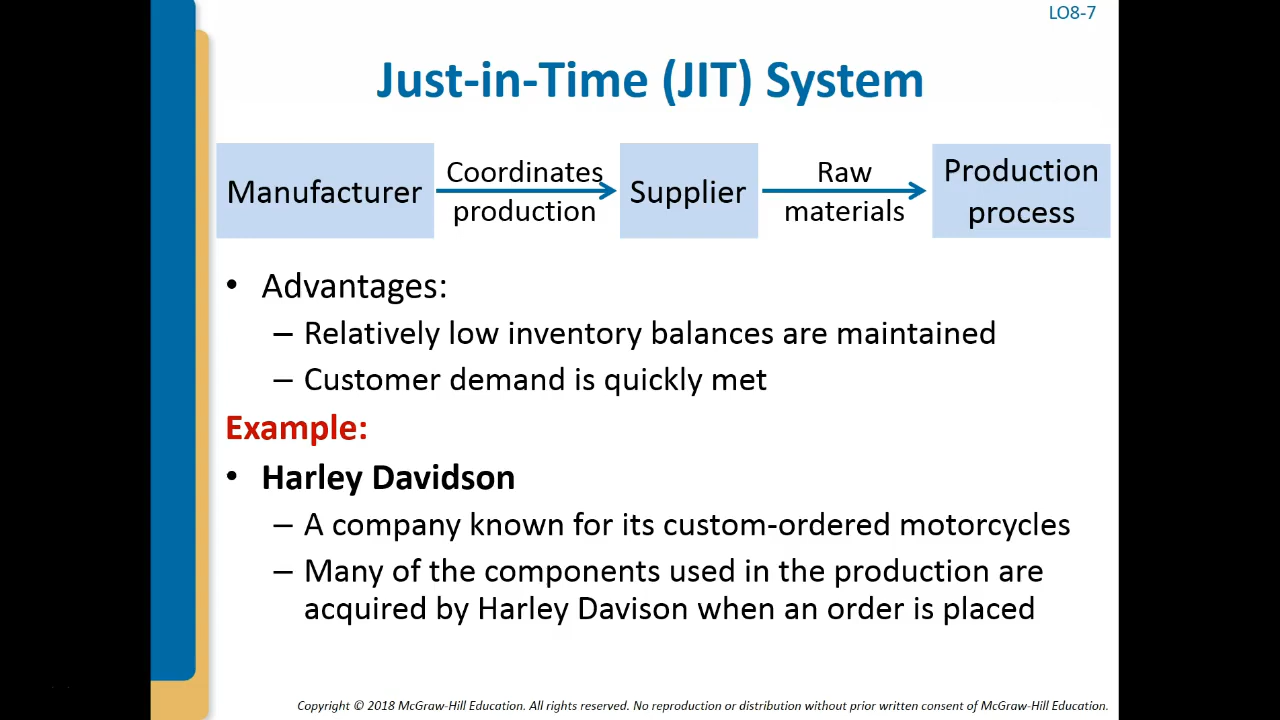 LO8-7
Just-in-Time (JIT) System
Manufacturer
Coordinates
production
Supplier
Raw
materials
Production
process
• Advantages:
– Relatively low inventory balances are maintained
– Customer demand is quickly met
Example:
• Harley Davidson
– A company known for its custom-ordered motorcycles
– Many of the components used in the production are
acquired by Harley Davison when an order is placed
Copyright © 2018 McGraw-Hill Education. All rights reserved. No reproduction or distribution without prior written consent of McGraw-Hill Education.